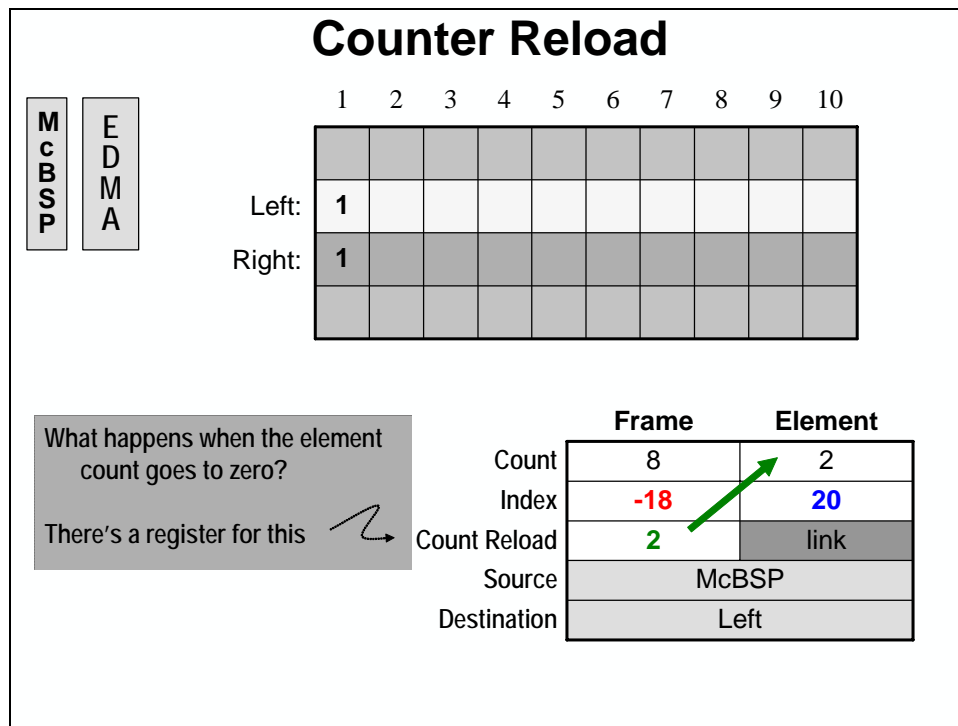 Counter Reload
McBSP
EDMA
1 2 3 4 5 6 7 8 9 10
Left: 1
Right: 1
What happens when the element
count goes to zero?
There's a register for this
Frame Element
Count 8 2
Index -18 20
Count Reload 2 link
Source McBSP
Destination Left